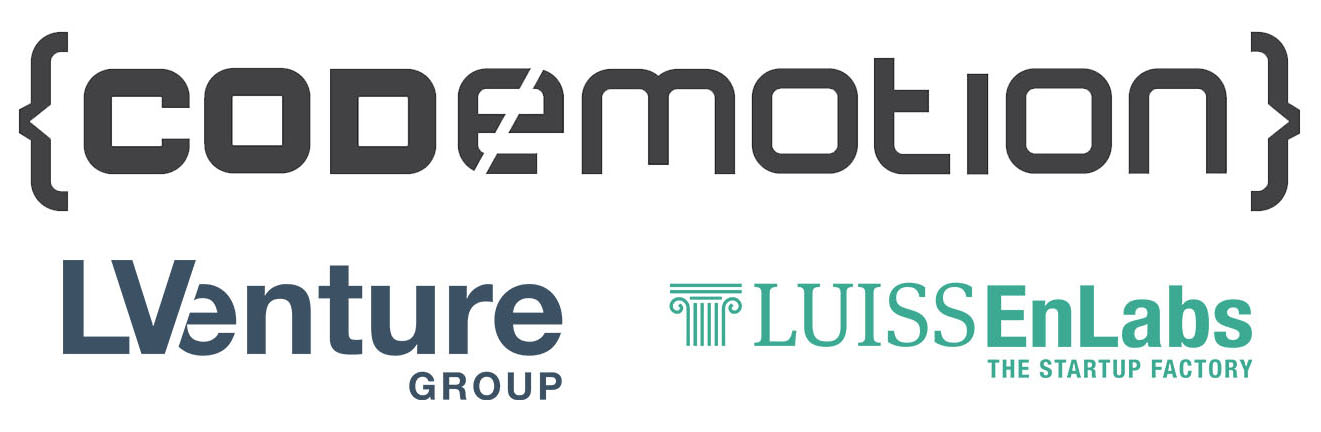 {codemotion}
LVenture
GROUP
LUISS EnLabs
THE STARTUP FACTORY